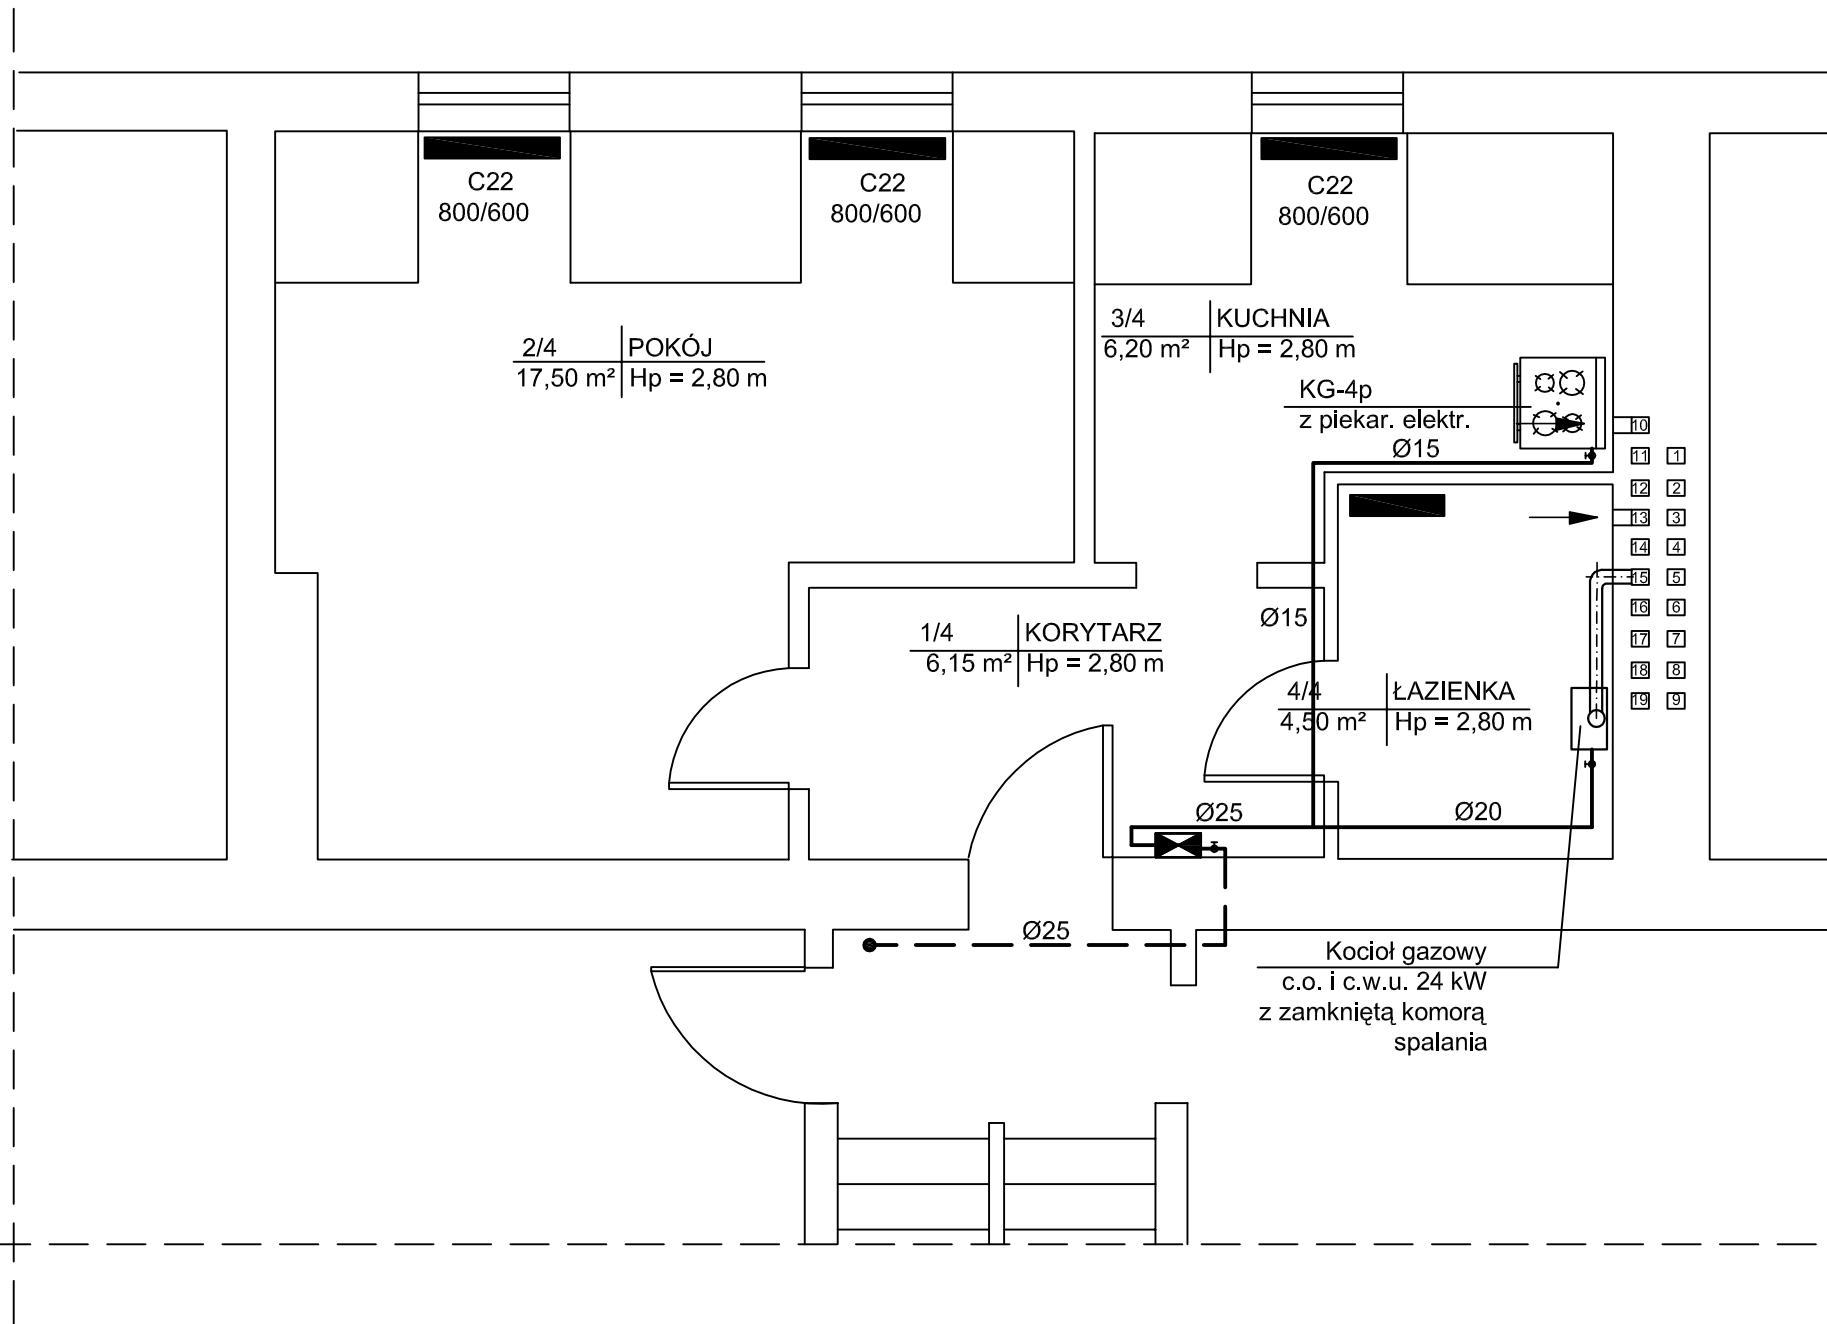 C22
800/600
C22
800/600
C22
800/600
2/4 POKÓJ
17,50 m² Hp = 2,80 m
3/4 KUCHNIA
6,20 m² Hp = 2,80 m
KG-4p
z piekar. elektr.
Ø15
10
11 1
12 2
13 3
14 4
15 5
16 6
17 7
18 8
19 9
Ø15
1/4 KORYTARZ
6,15 m² Hp = 2,80 m
4/4 ŁAZIENKA
4,50 m² Hp = 2,80 m
Ø25
Ø20
Ø25
Kocioł gazowy
c.o. i c.w.u. 24 kW
z zamkniętą komorą
spalania